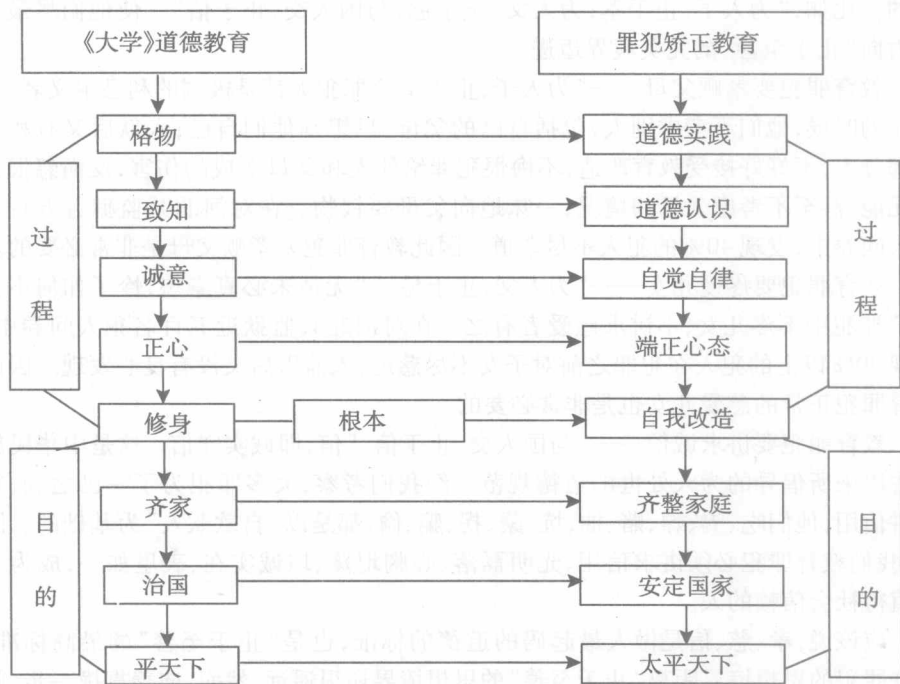 《大学》道德教育
罪犯矫正教育
格物
道德实践
致知
道德认识
诚意
自觉自律
正心
端正心态
修身
根本
自我改造
齐家
齐整家庭
治国
安定国家
平天下
太平天下
过程
目的
过程
目的